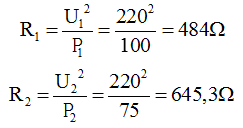 R₁ = U₁²/P₁ = 220²/100 = 484Ω
R₂ = U₂²/P₂ = 220²/75 = 645,3Ω